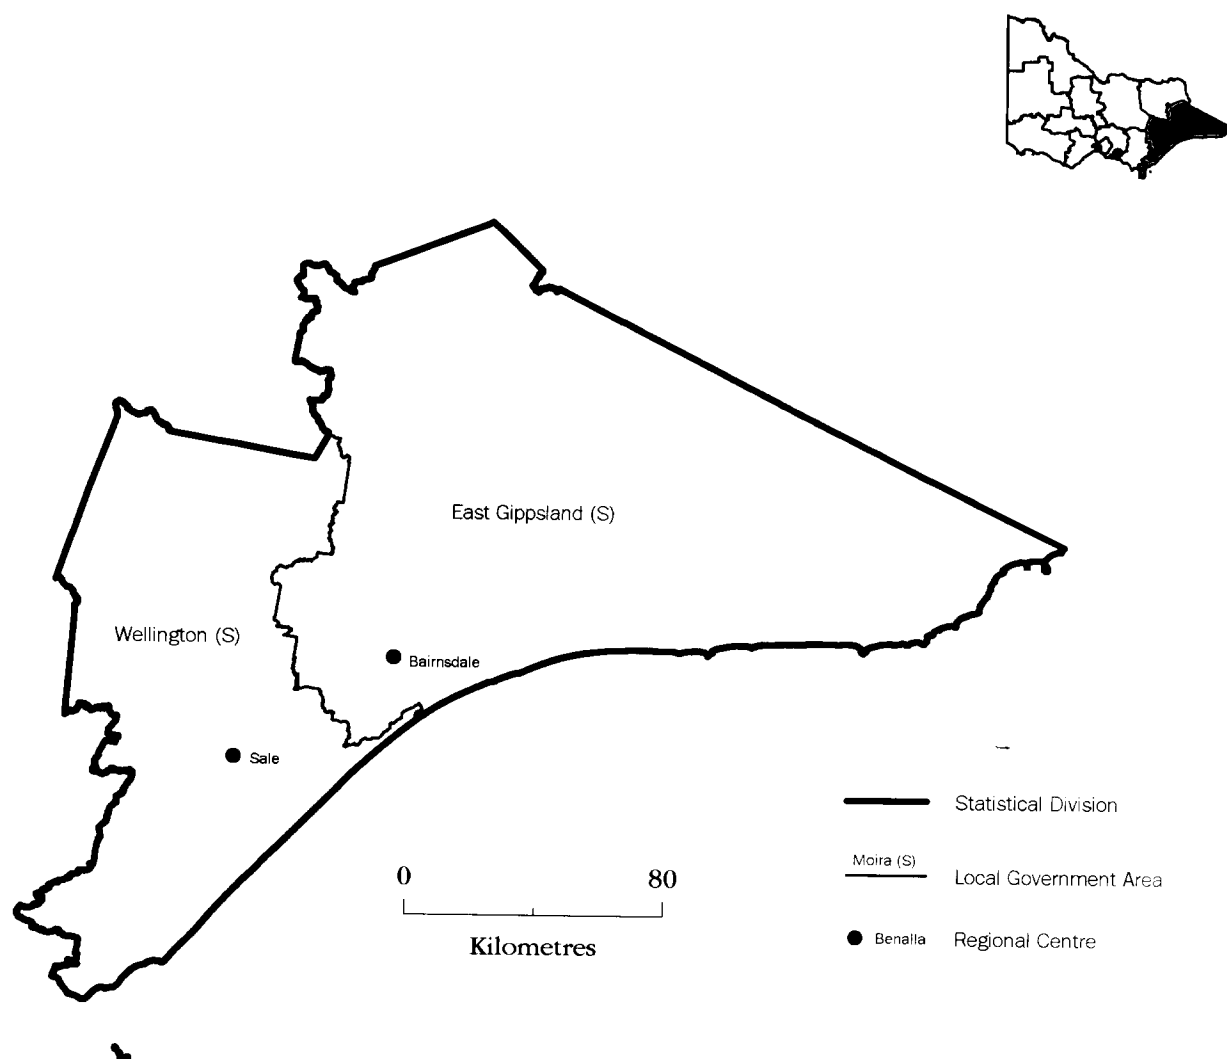 East Gippsland (S)
Wellington (S)
Bairnsdale
Sale
Statistical Division
0 80
Kilometres
Moira (S) Local Government Area
Benalla Regional Centre